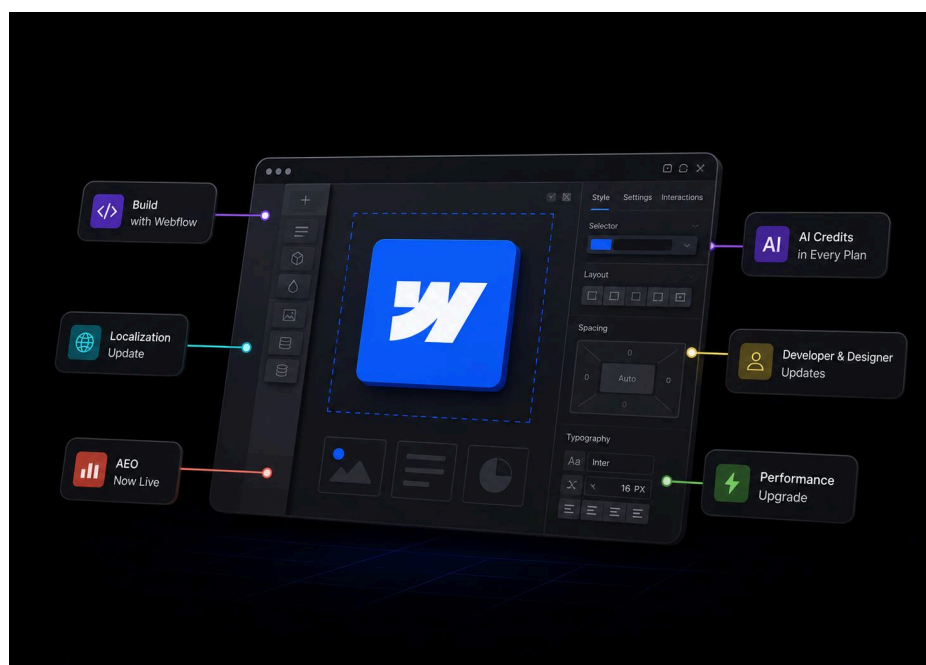 Build
with Webflow
Localization
Update
AEO
Now Live
Style
Settings
Interactions
Selector
Layout
Spacing
0
0
Auto
0
0
Typography
Aa
Inter
16 PX
AI
AI Credits
in Every Plan
Developer & Designer
Updates
Performance
Upgrade